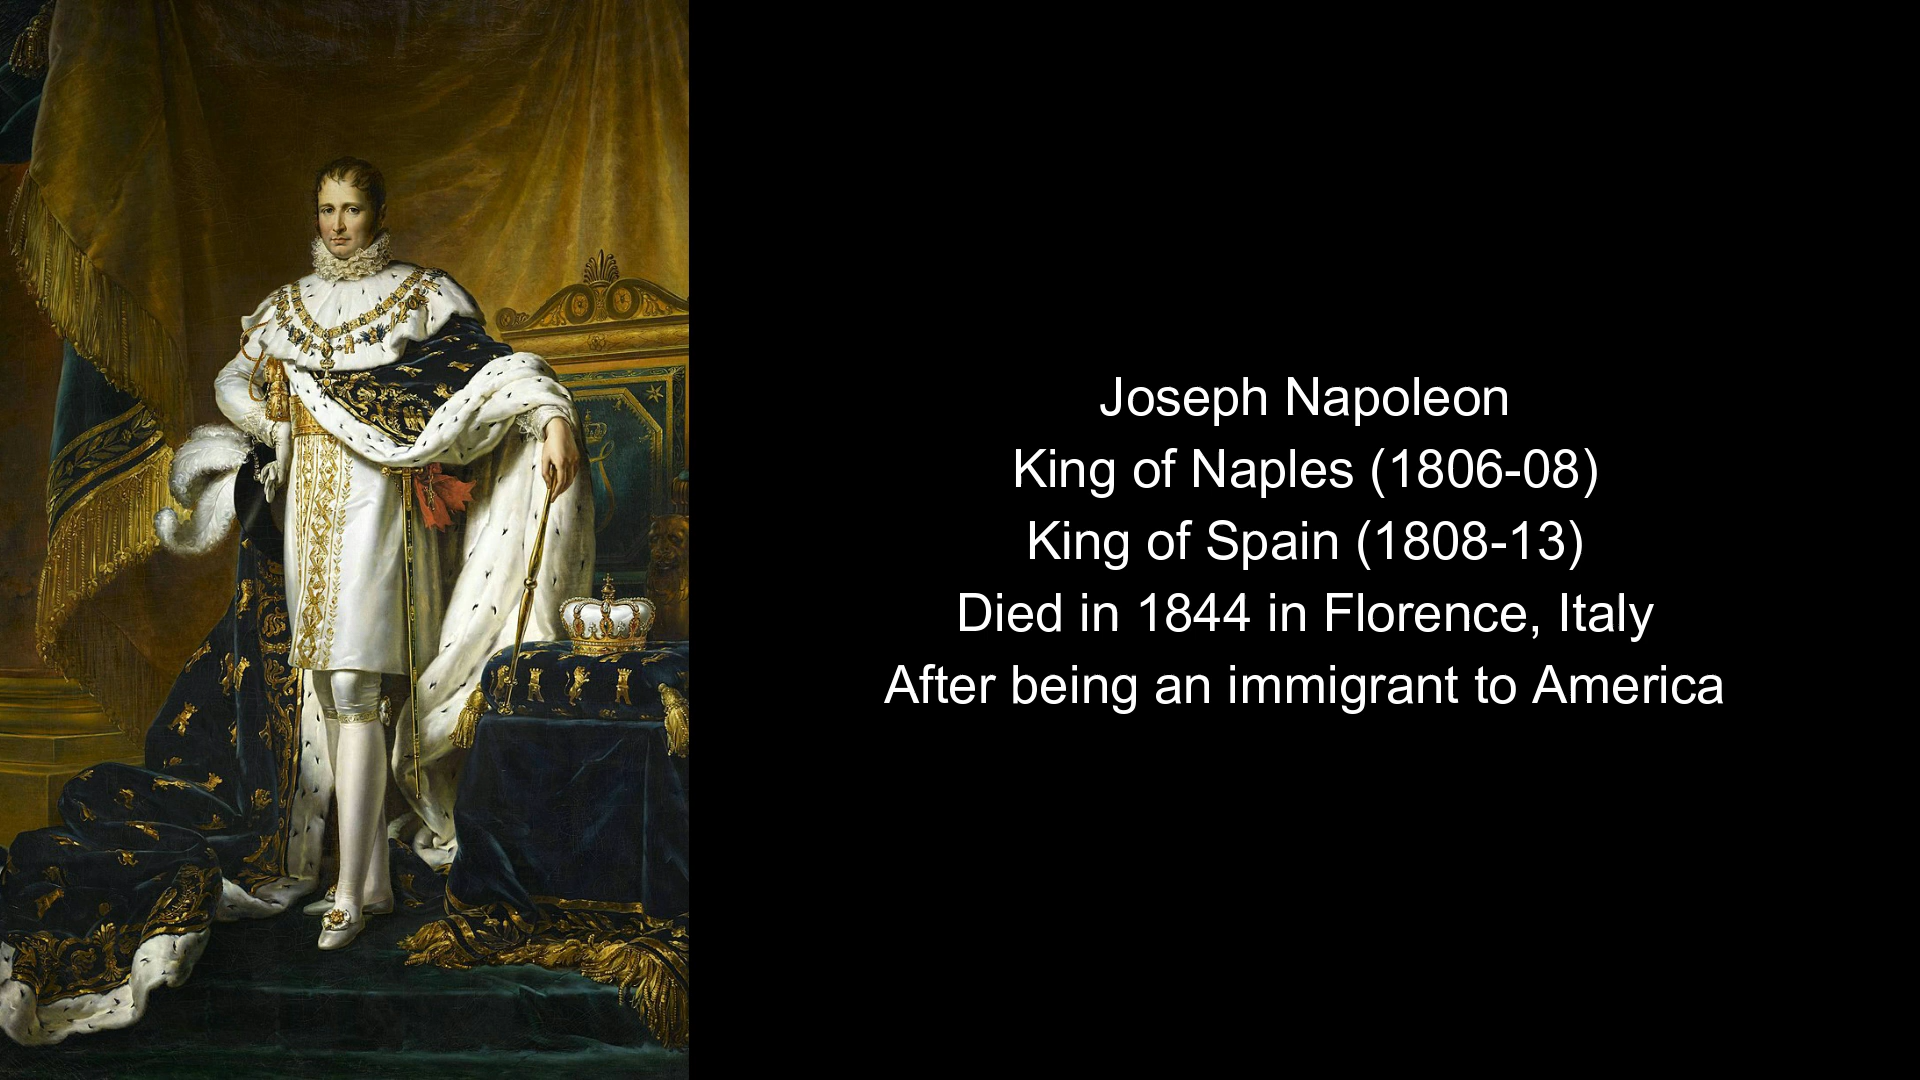 Joseph Napoleon
King of Naples (1806-08)
King of Spain (1808-13)
Died in 1844 in Florence, Italy
After being an immigrant to America